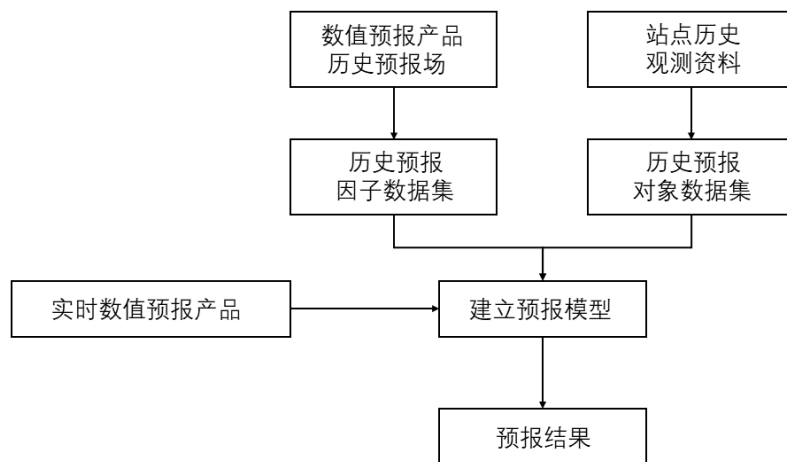 数值预报产品
历史预报场
站点历史
观测资料
历史预报
因子数据集
历史预报
对象数据集
实时数值预报产品
建立预报模型
预报结果